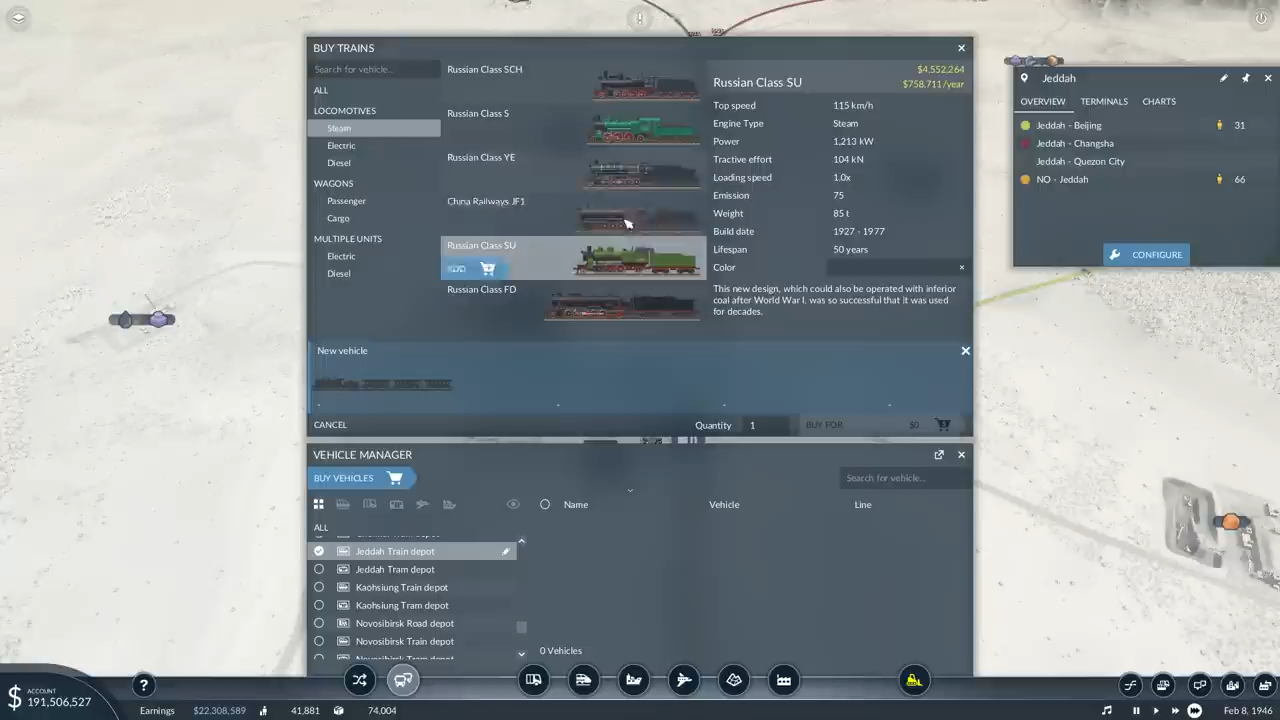 BUY TRAINS
Search for vehicle...
ALL
LOCOMOTIVES
Steam
Electric
Diesel
WAGONS
Passenger
Cargo
MULTIPLE UNITS
Electric
Diesel
Russian Class SCH
Russian Class S
Russian Class YE
China Railways JF1
Russian Class SU
Russian Class FD
Russian Class SU
$4,552,264
$758,711/year
Top speed 115 km/h
Engine Type Steam
Power 1,213 kW
Tractive effort 104 kN
Loading speed 1.0x
Emission 75
Weight 85 t
Build date 1927 - 1977
Lifespan 50 years
Color
This new design, which could also be operated with inferior
coal after World War I, was so successful that it was used
for decades.
New vehicle
- - - -
CANCEL
Quantity 1
BUY FOR $0
VEHICLE MANAGER
BUY VEHICLES
Search for vehicle...
Name Vehicle Line
ALL
Jeddah Train depot
Jeddah Tram depot
Kaohsiung Train depot
Kaohsiung Tram depot
Novosibirsk Road depot
Novosibirsk Train depot
Novosibirsk Tram depot
0 Vehicles
Jeddah
OVERVIEW TERMINALS CHARTS
Jeddah - Beijing 31
Jeddah - Changsha
Jeddah - Quezon City
NO - Jeddah 66
CONFIGURE
$ ACCOUNT
191,506,527
?
Earnings $22,308,589 41,881 74,004
Feb 8, 1946